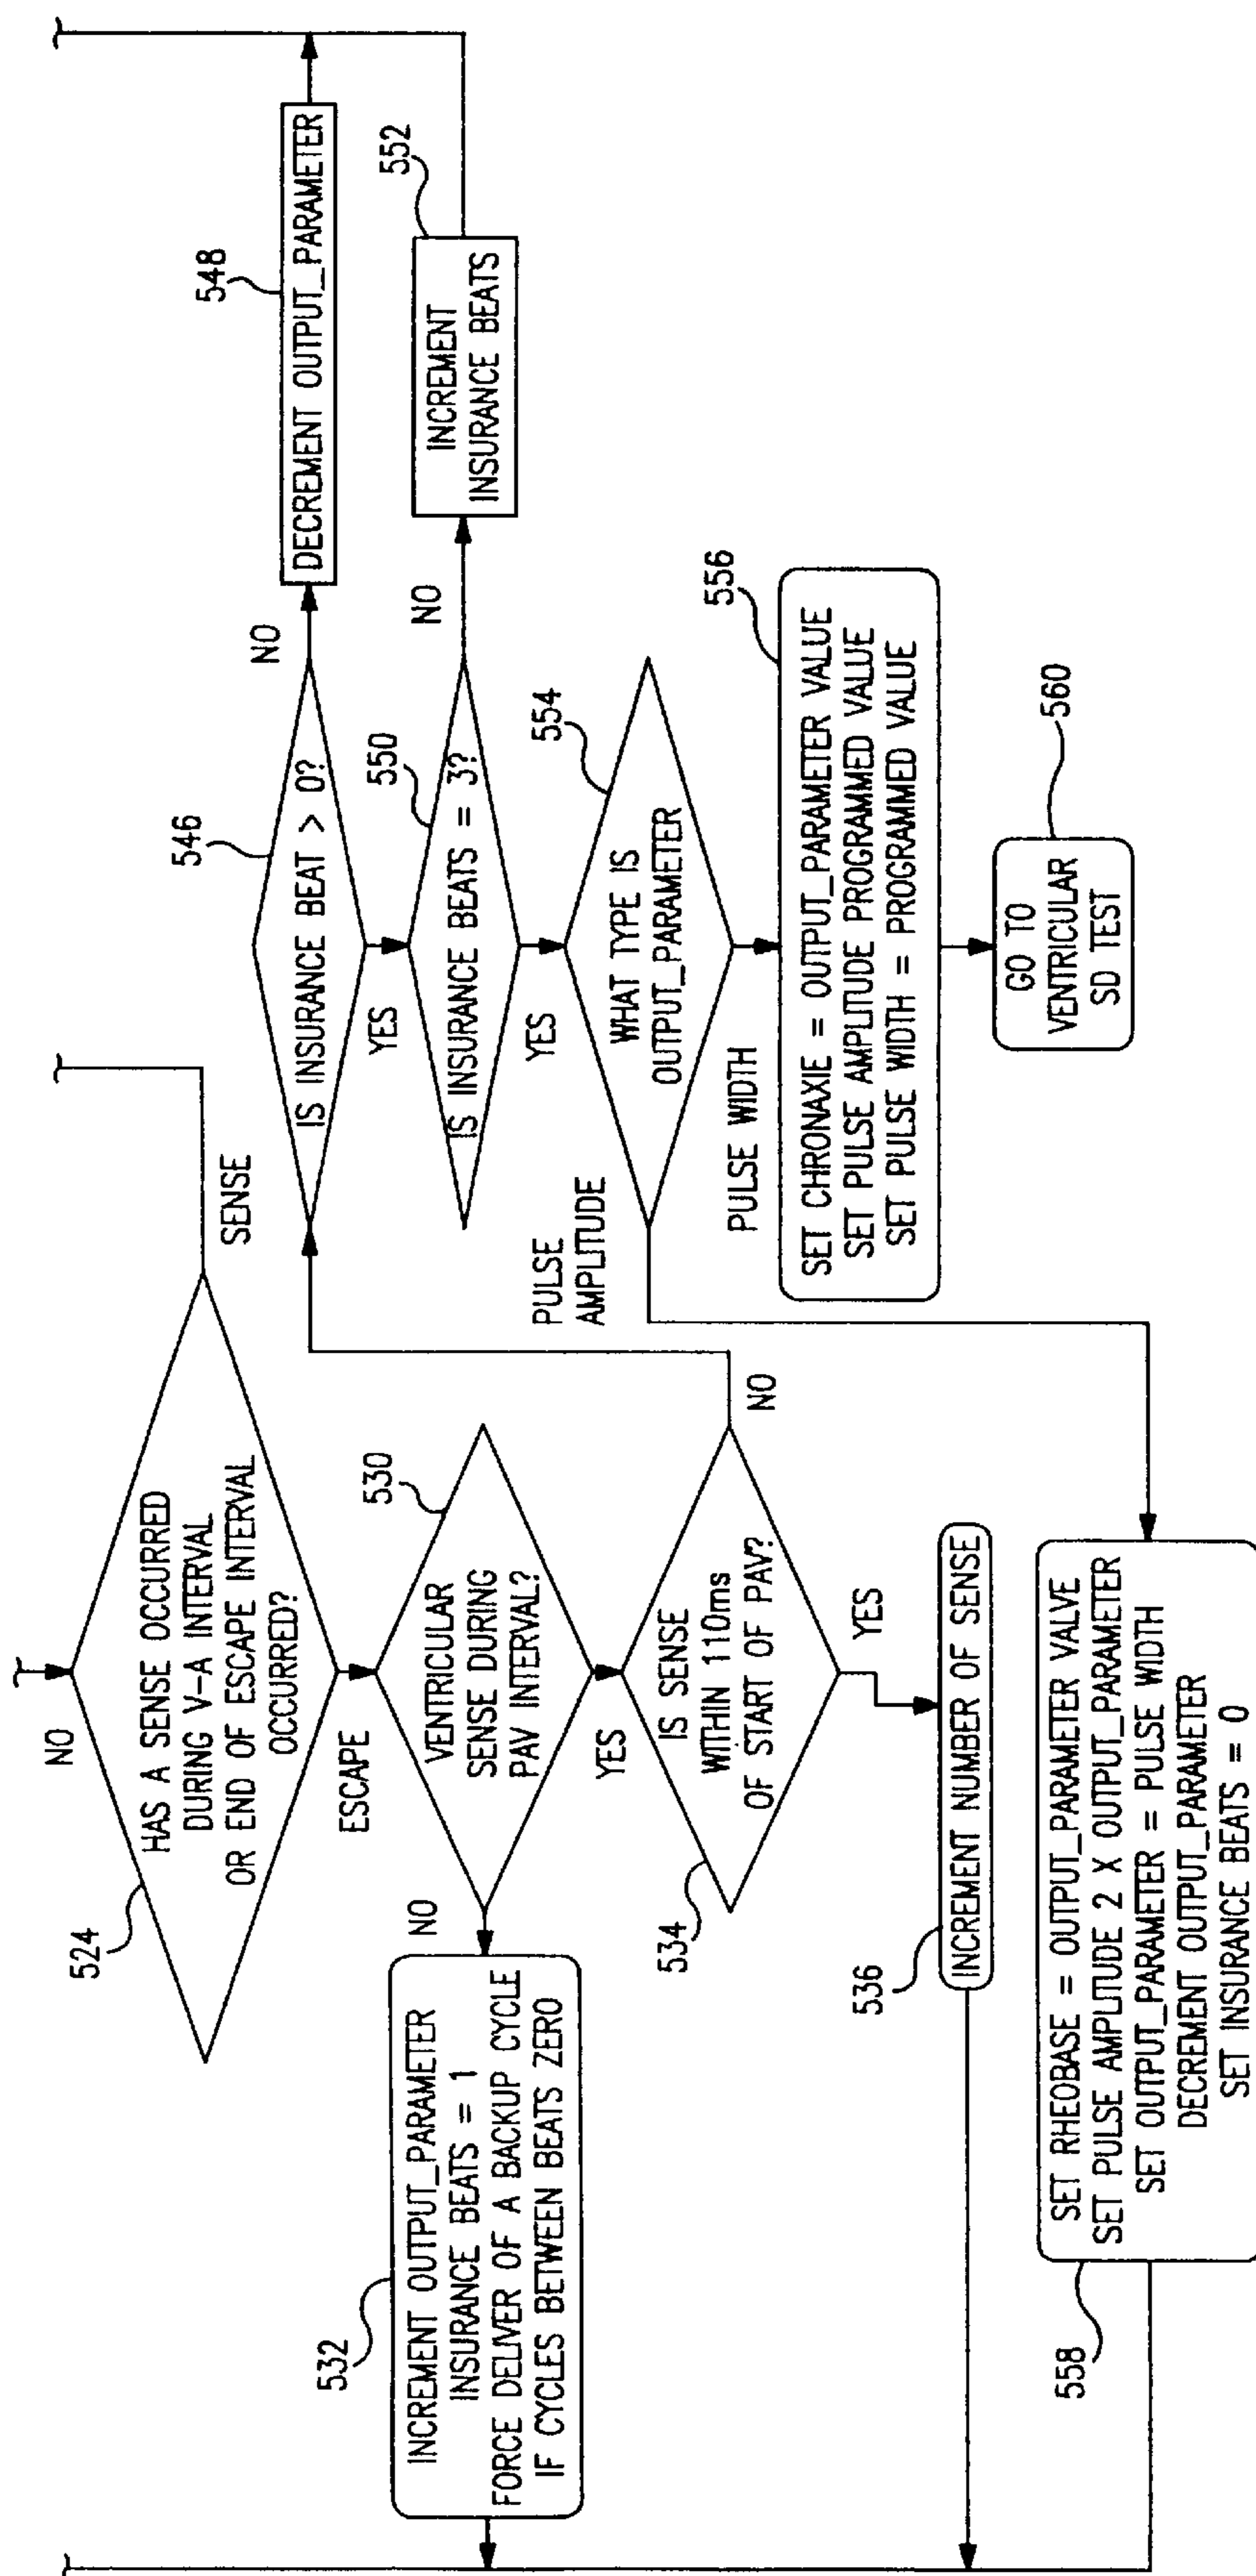 NO
524
HAS A SENSE OCCURRED
DURING V-A INTERVAL
OR END OF ESCAPE INTERVAL
OCCURRED?
SENSE
ESCAPE
530
VENTRICULAR
SENSE DURING
PAV INTERVAL?
NO
532
INCREMENT OUTPUT_PARAMETER
INSURANCE BEATS = 1
FORCE DELIVER OF A BACKUP CYCLE
IF CYCLES BETWEEN BEATS ZERO
YES
534
IS SENSE
WITHIN 110ms
OF START OF PAV?
NO
YES
536
INCREMENT NUMBER OF SENSE
546
IS INSURANCE BEAT > 0?
NO
548
DECREMENT OUTPUT_PARAMETER
YES
550
IS INSURANCE BEATS = 3?
NO
552
INCREMENT
INSURANCE BEATS
YES
554
WHAT TYPE IS
OUTPUT_PARAMETER
PULSE
AMPLITUDE
PULSE WIDTH
556
SET CHRONAXIE = OUTPUT_PARAMETER VALUE
SET PULSE AMPLITUDE PROGRAMMED VALUE
SET PULSE WIDTH = PROGRAMMED VALUE
560
GO TO
VENTRICULAR
SD TEST
558
SET RHEOBASE = OUTPUT_PARAMETER VALVE
SET PULSE AMPLITUDE 2 X OUTPUT_PARAMETER
SET OUTPUT_PARAMETER = PULSE WIDTH
DECREMENT OUTPUT_PARAMETER
SET INSURANCE BEATS = 0